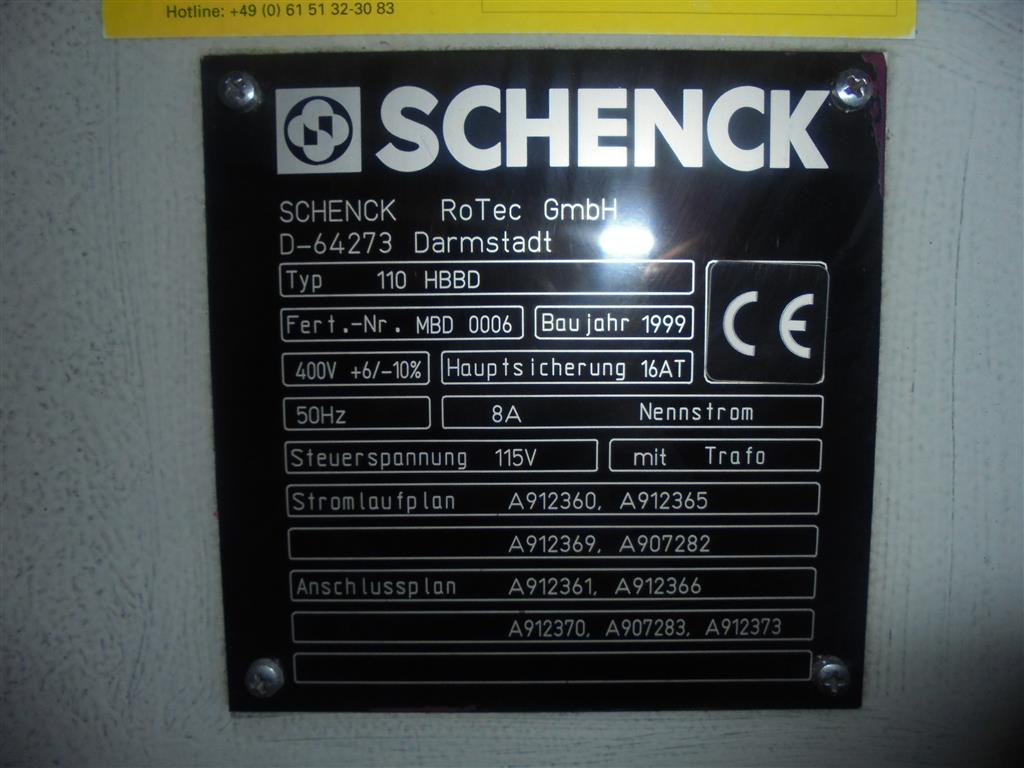 Hotline: +49 (0) 61 51 32-30 83
SCHENCK
SCHENCK RoTec GmbH
D-64273 Darmstadt
Typ 110 HBBD
Fert.-Nr. MBD 0006 Baujahr 1999
CE
400V +6/-10% Hauptsicherung 16AT
50Hz 8A Nennstrom
Steuerspannung 115V mit Trafo
Stromlaufplan A912360, A912365
A912369, A907282
Anschlussplan A912361, A912366
A912370, A907283, A912373